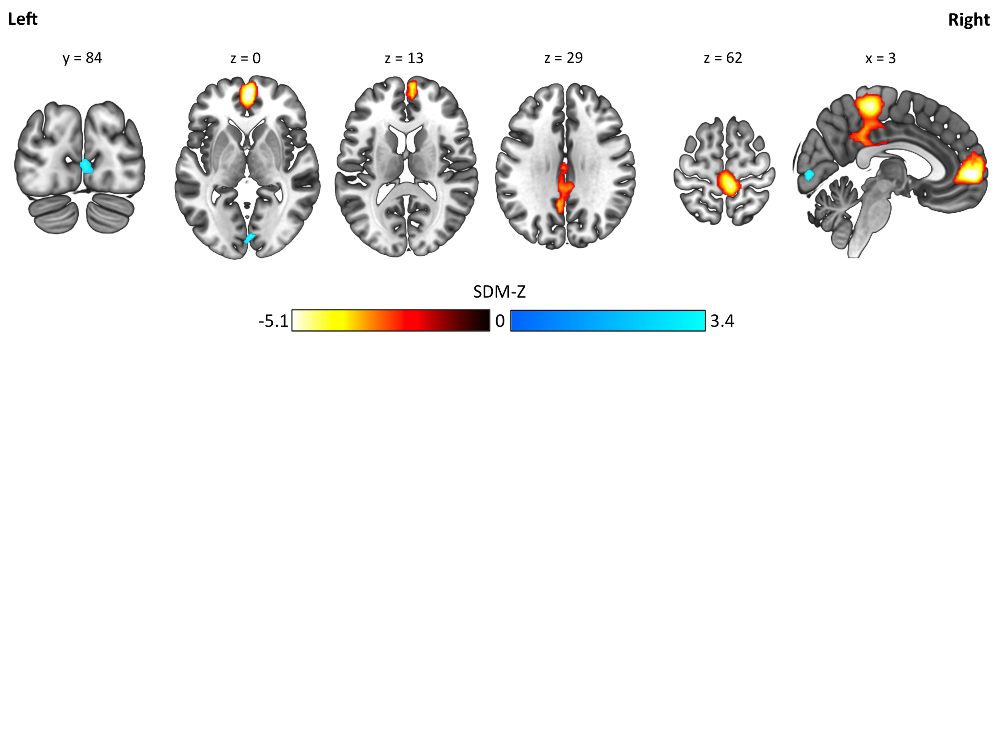 Left Right
y = 84 z = 0 z = 13 z = 29 z = 62 x = 3
SDM-Z
-5.1 0 3.4